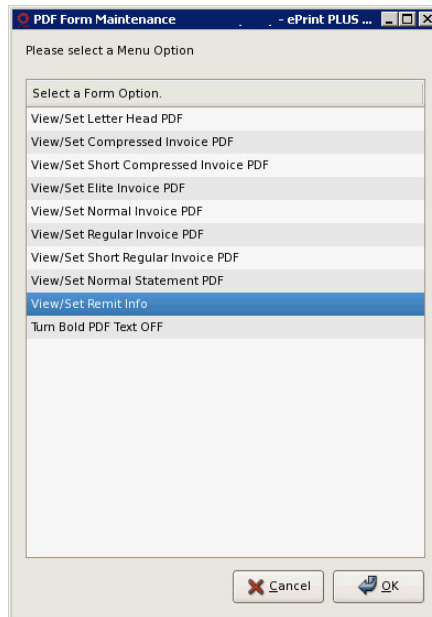 PDF Form Maintenance . . - ePrint PLUS ...
Please select a Menu Option
Select a Form Option.
View/Set Letter Head PDF
View/Set Compressed Invoice PDF
View/Set Short Compressed Invoice PDF
View/Set Elite Invoice PDF
View/Set Normal Invoice PDF
View/Set Regular Invoice PDF
View/Set Short Regular Invoice PDF
View/Set Normal Statement PDF
View/Set Remit Info
Turn Bold PDF Text OFF
Cancel OK